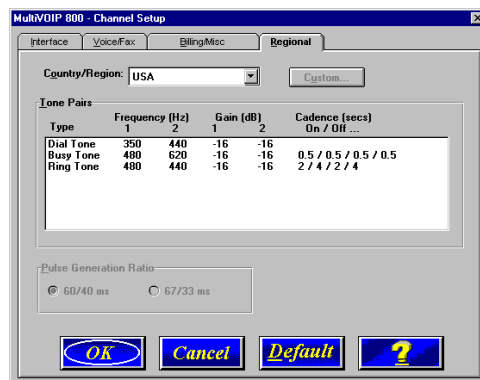 MultiVOIP 800 - Channel Setup
Interface Voice/Fax Billing/Misc Regional
Country/Region: USA Custom...
Tone Pairs
Frequency (Hz) Gain (dB) Cadence (secs)
Type 1 2 1 2 On / Off ...
Dial Tone 350 440 -16 -16
Busy Tone 480 620 -16 -16 0.5 / 0.5 / 0.5 / 0.5
Ring Tone 480 440 -16 -16 2 / 4 / 2 / 4
Pulse Generation Ratio
60/40 ms 67/33 ms
OK Cancel Default ?